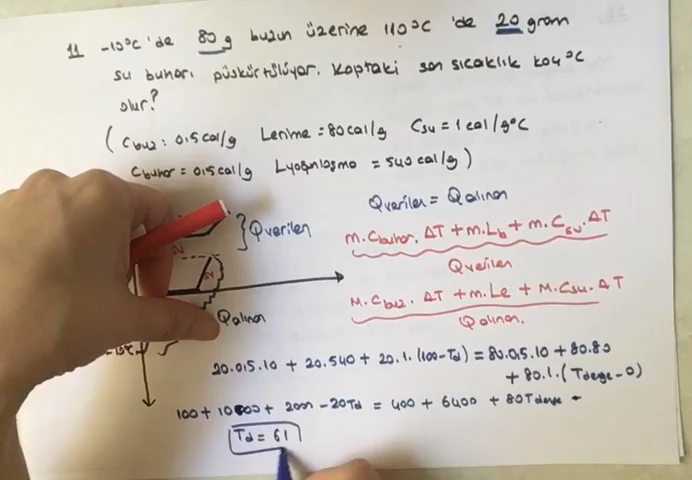 11 -10°C 'de 80 g buzun üzerine 110°C 'de 20 gram
su buharı püskürtülüyor. Kaptaki son sıcaklık kaç °C
olur?
( Cbuz : 0,5 cal/g Lerime = 80 cal/g Csu = 1 cal/g°C
Cbuhar = 0,5 cal/g Lyoğunlaşma = 540 cal/g )
Qverilen = Qalınan
m.Cbuhar. ΔT + m.Lb + m.Csu. ΔT
Qverilen
Qverilen
m.Cbuz. ΔT + m.Le + m.Csu. ΔT
Qalınan
Qalınan.
20.0,5.10 + 20.540 + 20.1.(100-Td) = 80.0,5.10 + 80.80
+ 80.1.(Tdenge-0)
-10°C
100 + 10800 + 2000 - 20Td = 400 + 6400 + 80Tdenge
Td = 61